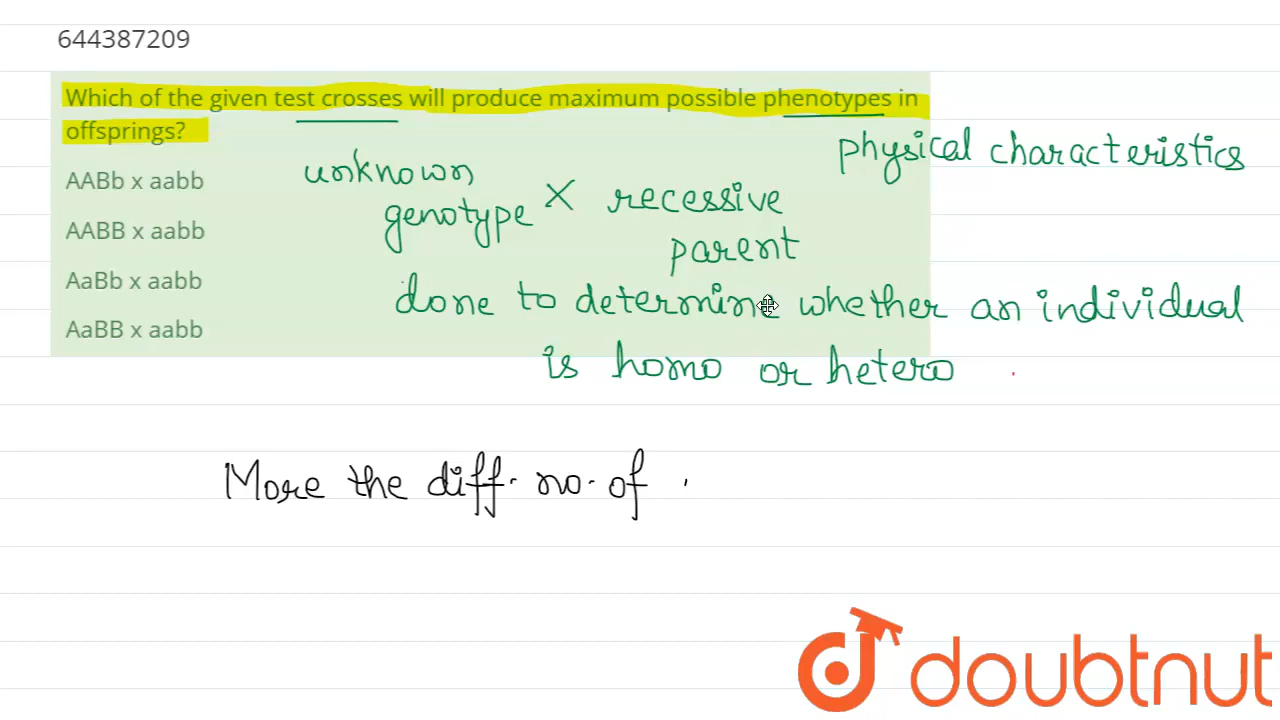 644387209
Which of the given test crosses will produce maximum possible phenotypes in
offsprings?
physical characteristics
AABb x aabb
unknown
genotype X recessive
parent
AABB x aabb
AaBb x aabb
done to determine whether an individual
AaBB x aabb
is homo or hetero
More the diff. no. of
doubtnut